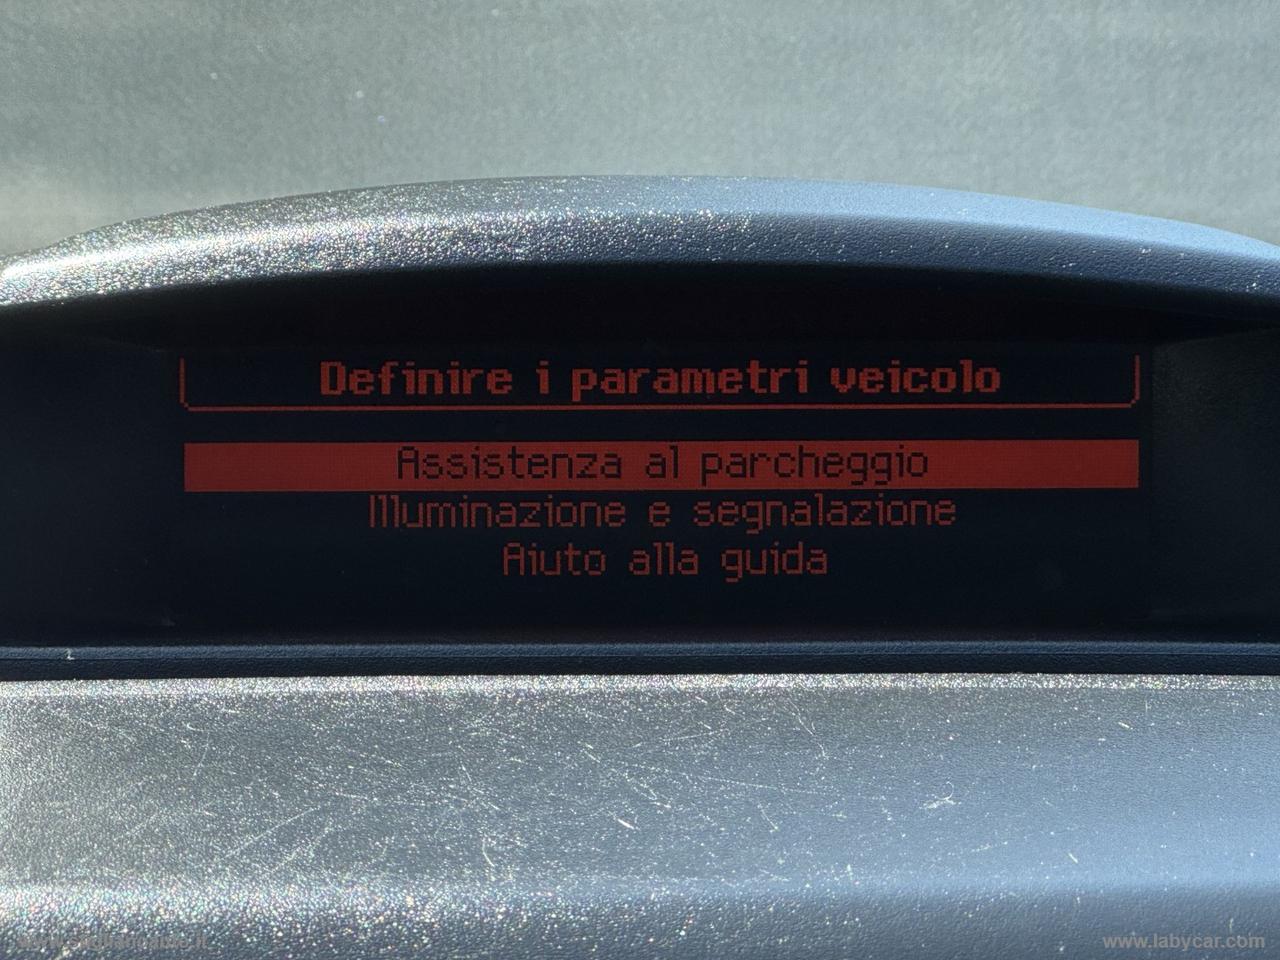 Definire i parametri veicolo
Assistenza al parcheggio
Illuminazione e segnalazione
Aiuto alla guida
www.labycar.com